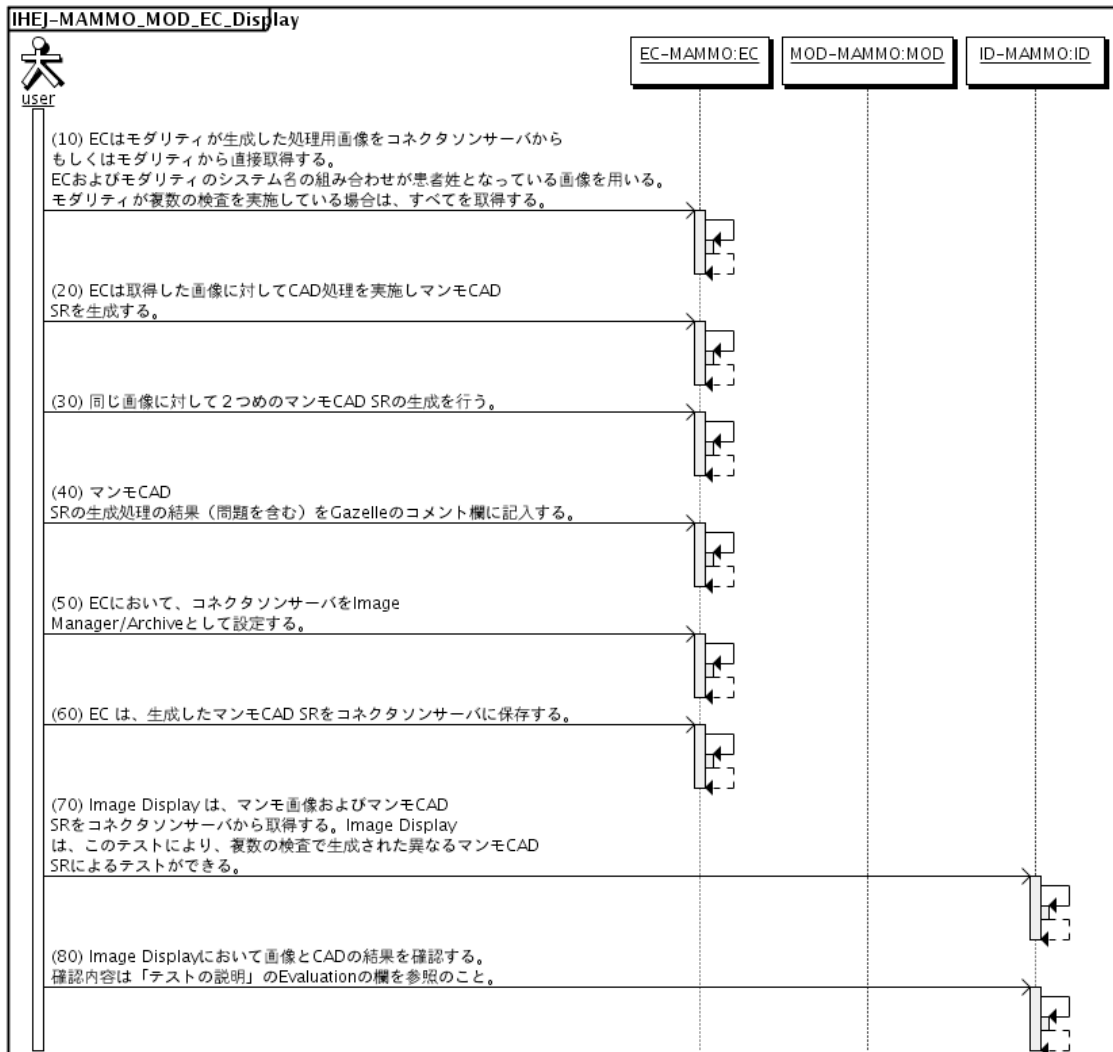 IHEJ-MAMMO_MOD_EC_Display
user
EC-MAMMO:EC
MOD-MAMMO:MOD
ID-MAMMO:ID
(10) ECはモダリティが生成した処理用画像をコネクタソンサーバから
もしくはモダリティから直接取得する。
ECおよびモダリティのシステム名の組み合わせが患者姓となっている画像を用いる。
モダリティが複数の検査を実施している場合は、すべてを取得する。
(20) ECは取得した画像に対してCAD処理を実施しマンモCAD
SRを生成する。
(30) 同じ画像に対して２つめのマンモCAD SRの生成を行う。
(40) マンモCAD
SRの生成処理の結果（問題を含む）をGazelleのコメント欄に記入する。
(50) ECにおいて、コネクタソンサーバをImage
Manager/Archiveとして設定する。
(60) EC は、生成したマンモCAD SRをコネクタソンサーバに保存する。
(70) Image Display は、マンモ画像およびマンモCAD
SRをコネクタソンサーバから取得する。Image Display
は、このテストにより、複数の検査で生成された異なるマンモCAD
SRによるテストができる。
(80) Image Displayにおいて画像とCADの結果を確認する。
確認内容は「テストの説明」のEvaluationの欄を参照のこと。